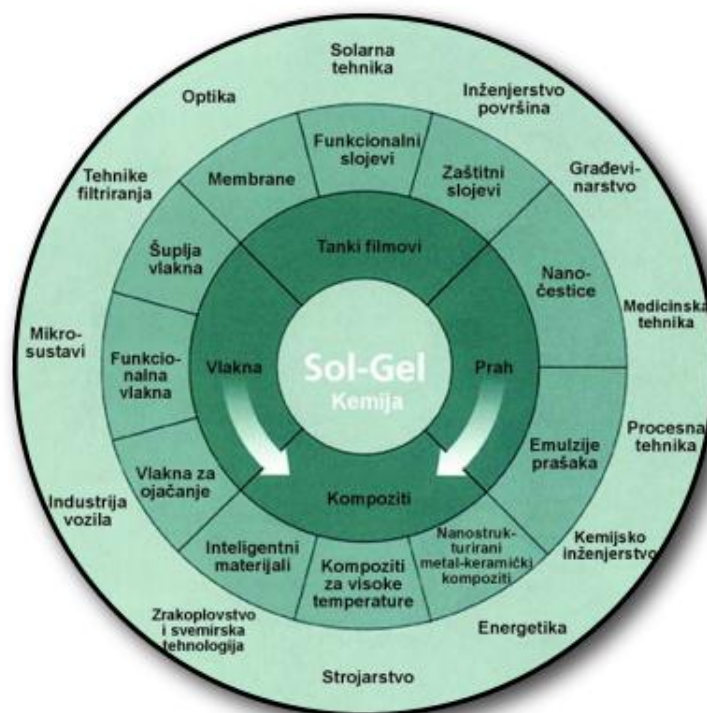 Solarna
tehnika
Inženjerstvo
površina
Građevi-
narstvo
Medicinska
tehnika
Procesna
tehnika
Kemijsko
inženjerstvo
Energetika
Strojarstvo
Zrakoplovstvo
i svemirska
tehnologija
Industrija
vozila
Mikro-
sustavi
Tehnike
filtriranja
Optika
Funkcionalni
slojevi
Zaštitni
slojevi
Nano-
čestice
Emulzije
prašaka
Nanostruk-
turirani
metal-keramički
kompoziti
Kompoziti
za visoke
temperature
Inteligentni
materijali
Vlakna za
ojačanje
Funkcio-
nalna
vlakna
Šuplja
vlakna
Membrane
Tanki filmovi
Prah
Kompoziti
Vlakna
Sol-Gel
Kemija